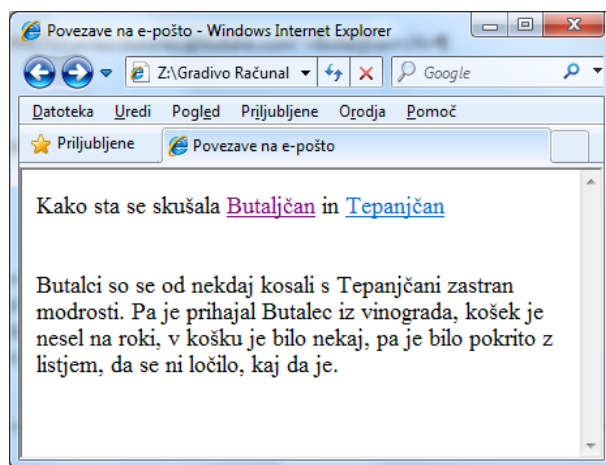 Povezave na e-pošto - Windows Internet Explorer
Z:\Gradivo Računal
Google
Datoteka Uredi Pogled Priljubljene Orodja Pomoč
Priljubljene
Povezave na e-pošto
Kako sta se skušala Butaljčan in Tepanjčan
Butalci so se od nekdaj kosali s Tepanjčani zastran
modrosti. Pa je prihajal Butalec iz vinograda, košek je
nesel na roki, v košku je bilo nekaj, pa je bilo pokrito z
listjem, da se ni ločilo, kaj da je.